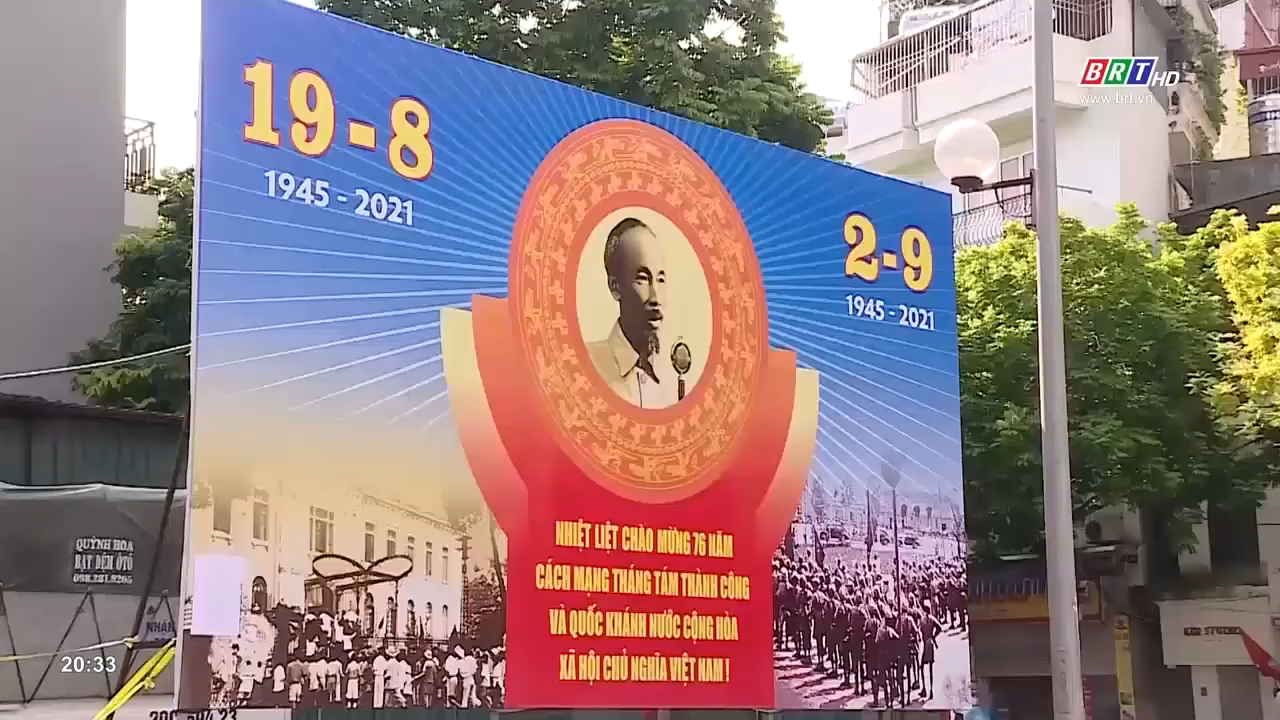 19-8
1945 - 2021
BRT HD
www.brt.vn
2-9
1945 - 2021
NHIỆT LIỆT CHÀO MỪNG 76 NĂM
CÁCH MẠNG THÁNG TÁM THÀNH CÔNG
VÀ QUỐC KHÁNH NƯỚC CỘNG HÒA
XÃ HỘI CHỦ NGHĨA VIỆT NAM !
QUỲNH HOA
BẠT ĐỆM ÔTÔ
NHẬN
20:33